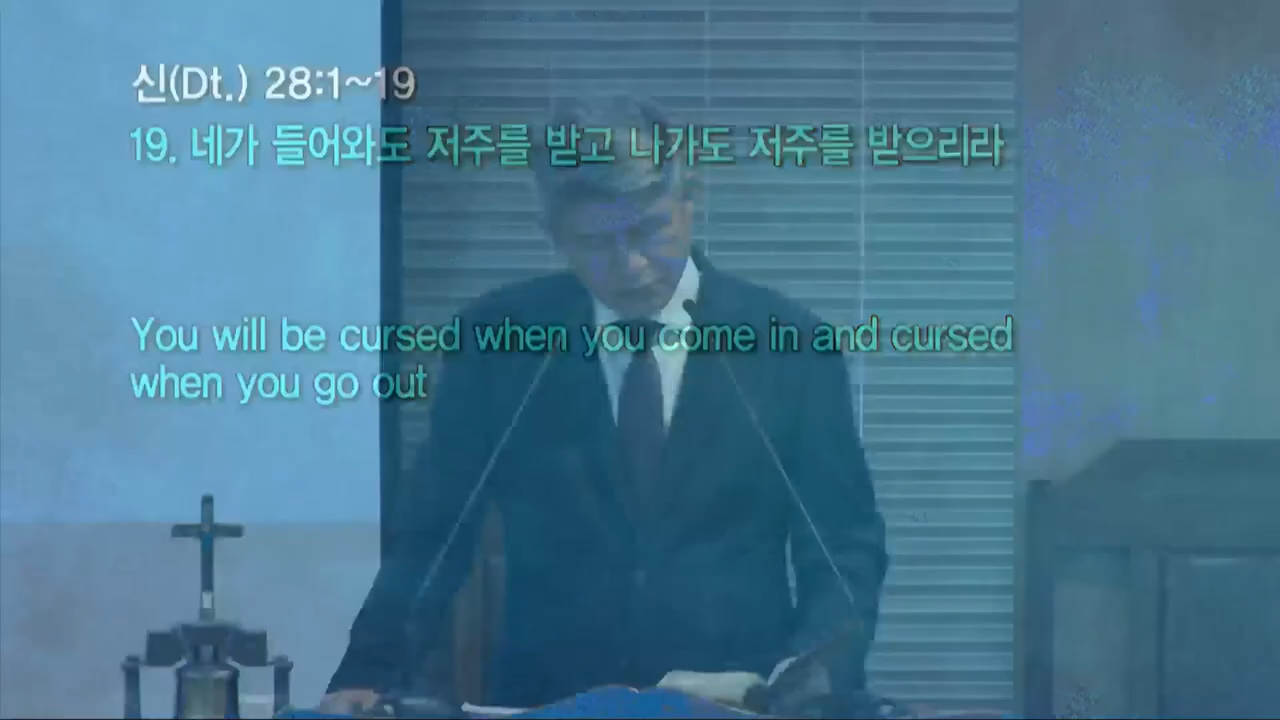 신(Dt.) 28:1~19
19. 네가 들어와도 저주를 받고 나가도 저주를 받으리라
You will be cursed when you come in and cursed
when you go out